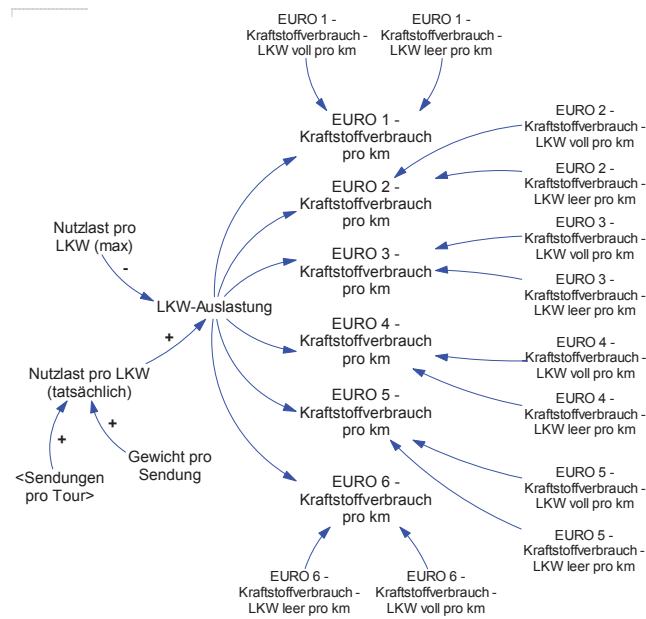 EURO 1 -
Kraftstoffverbrauch -
LKW voll pro km
EURO 1 -
Kraftstoffverbrauch -
LKW leer pro km
EURO 1 -
Kraftstoffverbrauch
pro km
EURO 2 -
Kraftstoffverbrauch -
LKW voll pro km
EURO 2 -
Kraftstoffverbrauch
pro km
EURO 2 -
Kraftstoffverbrauch -
LKW leer pro km
Nutzlast pro
LKW (max)
-
EURO 3 -
Kraftstoffverbrauch -
LKW voll pro km
EURO 3 -
Kraftstoffverbrauch
pro km
EURO 3 -
Kraftstoffverbrauch -
LKW leer pro km
LKW-Auslastung
+
EURO 4 -
Kraftstoffverbrauch
pro km
EURO 4 -
Kraftstoffverbrauch -
LKW voll pro km
Nutzlast pro LKW
(tatsächlich)
EURO 4 -
Kraftstoffverbrauch -
LKW leer pro km
EURO 5 -
Kraftstoffverbrauch
pro km
+
+
<Sendungen
pro Tour>
Gewicht pro
Sendung
EURO 5 -
Kraftstoffverbrauch -
LKW voll pro km
EURO 6 -
Kraftstoffverbrauch
pro km
EURO 5 -
Kraftstoffverbrauch -
LKW leer pro km
EURO 6 -
Kraftstoffverbrauch -
LKW leer pro km
EURO 6 -
Kraftstoffverbrauch -
LKW voll pro km